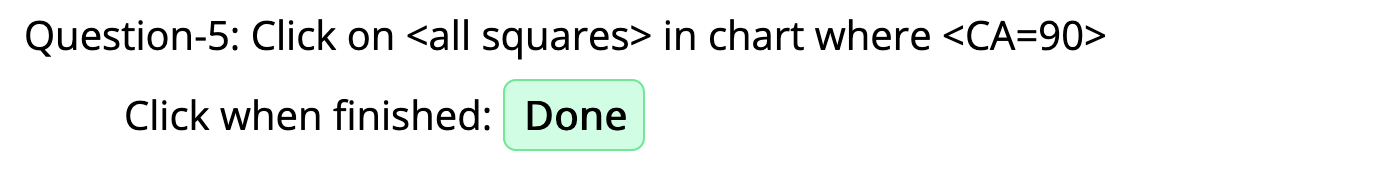 Question-5: Click on <all squares> in chart where <CA=90>
Click when finished: Done